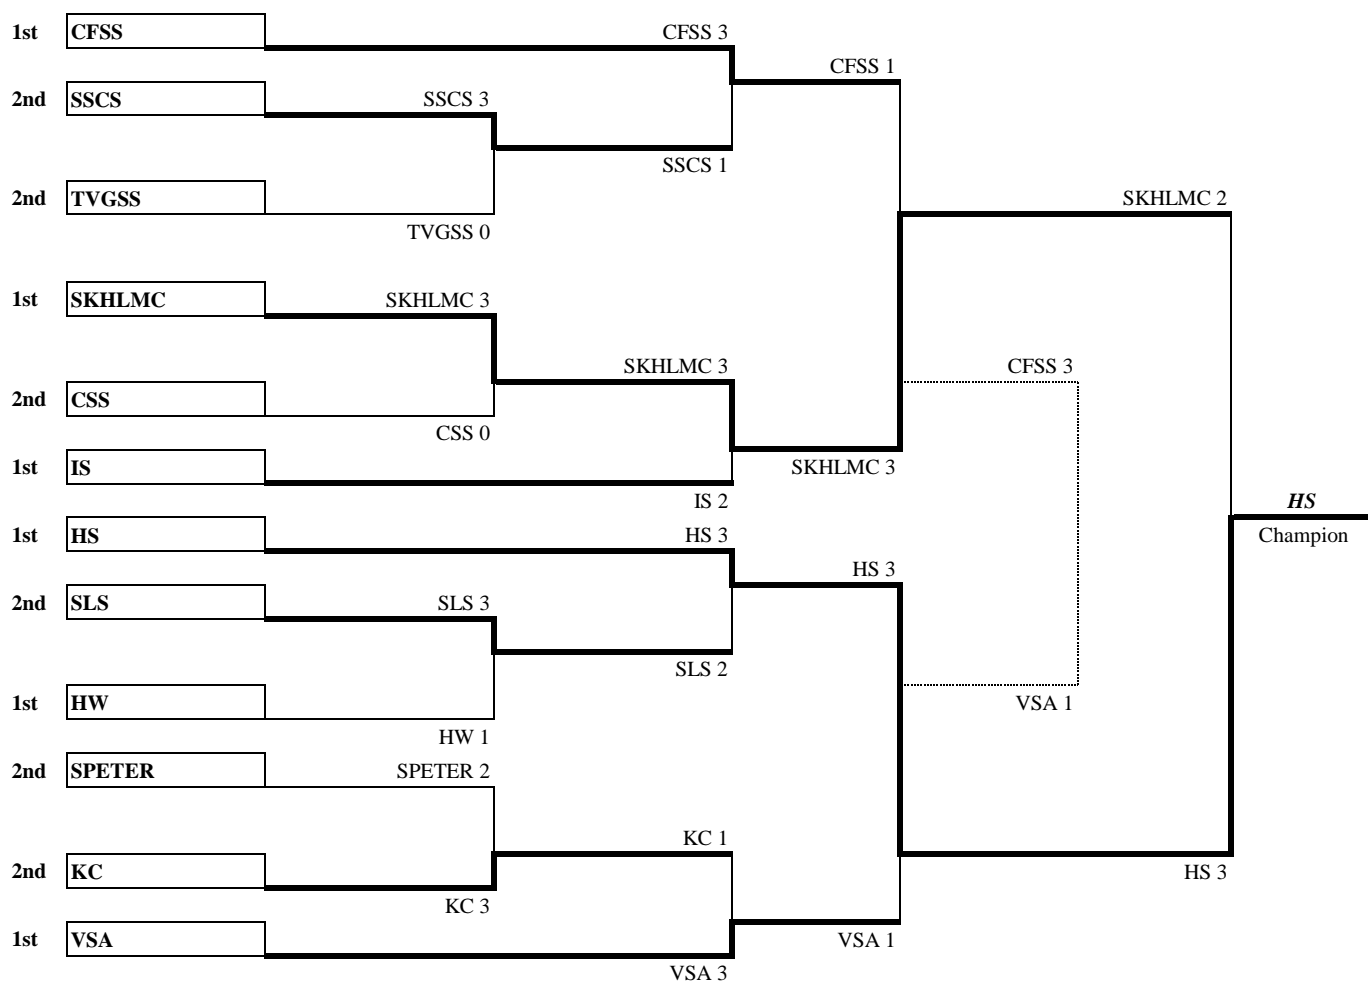 1st CFSS CFSS 3
CFSS 1
2nd SSCS SSCS 3
SSCS 1
2nd TVGSS SKHLMC 2
TVGSS 0
1st SKHLMC SKHLMC 3
SKHLMC 3 CFSS 3
2nd CSS
CSS 0
1st IS SKHLMC 3
IS 2 HS
1st HS HS 3 Champion
HS 3
2nd SLS SLS 3
SLS 2
1st HW VSA 1
HW 1
2nd SPETER SPETER 2
KC 1
2nd KC HS 3
KC 3
1st VSA VSA 1
VSA 3